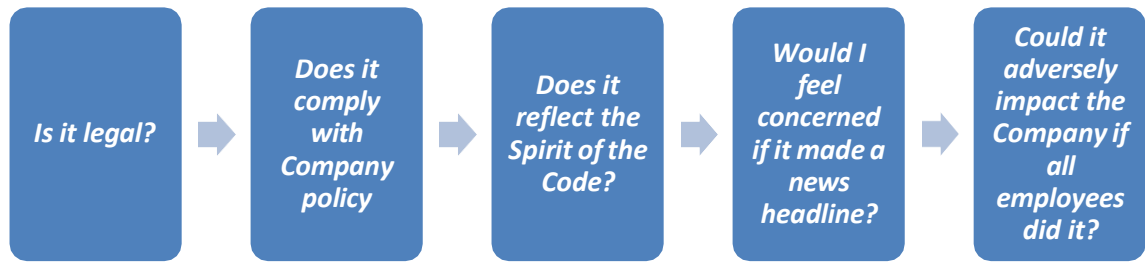 Is it legal?
Does it
comply
with
Company
policy
Does it
reflect the
Spirit of the
Code?
Would I
feel
concerned
if it made a
news
headline?
Could it
adversely
impact the
Company if
all
employees
did it?